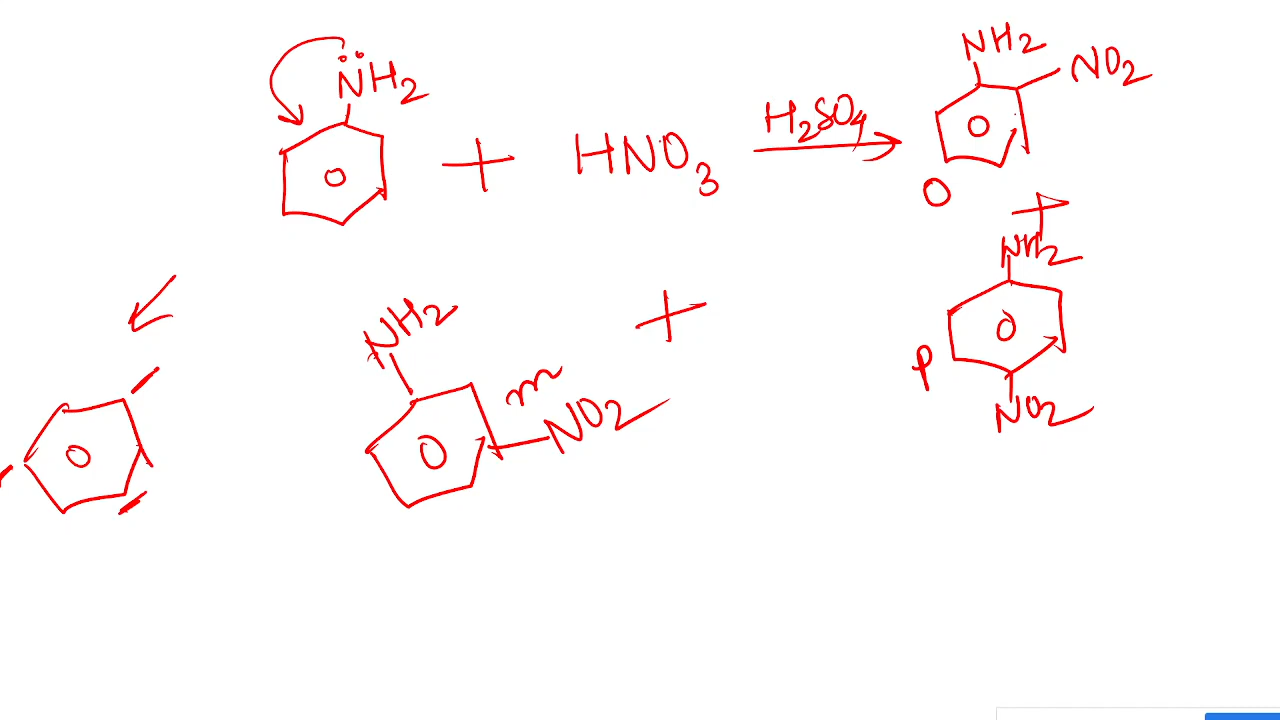 NH2 + HNO3 H2SO4 NH2 NO2
O
+
NH2
P
NO2
+
NH2 m NO2